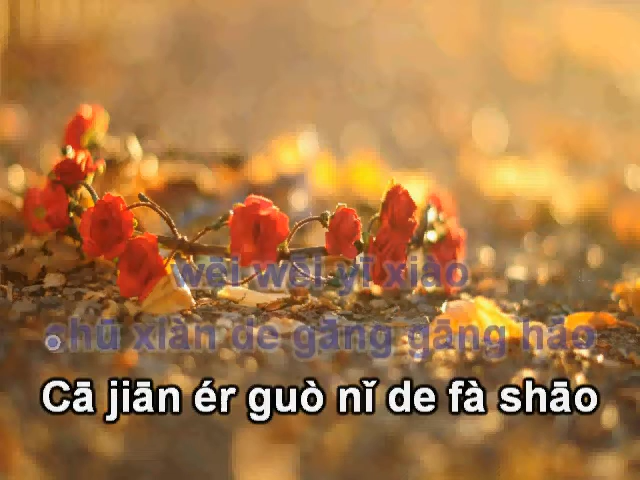 wēi wēi yī xiào
chū xiàn de gāng gāng hǎo
Cā jiān ér guò nǐ de fà shāo